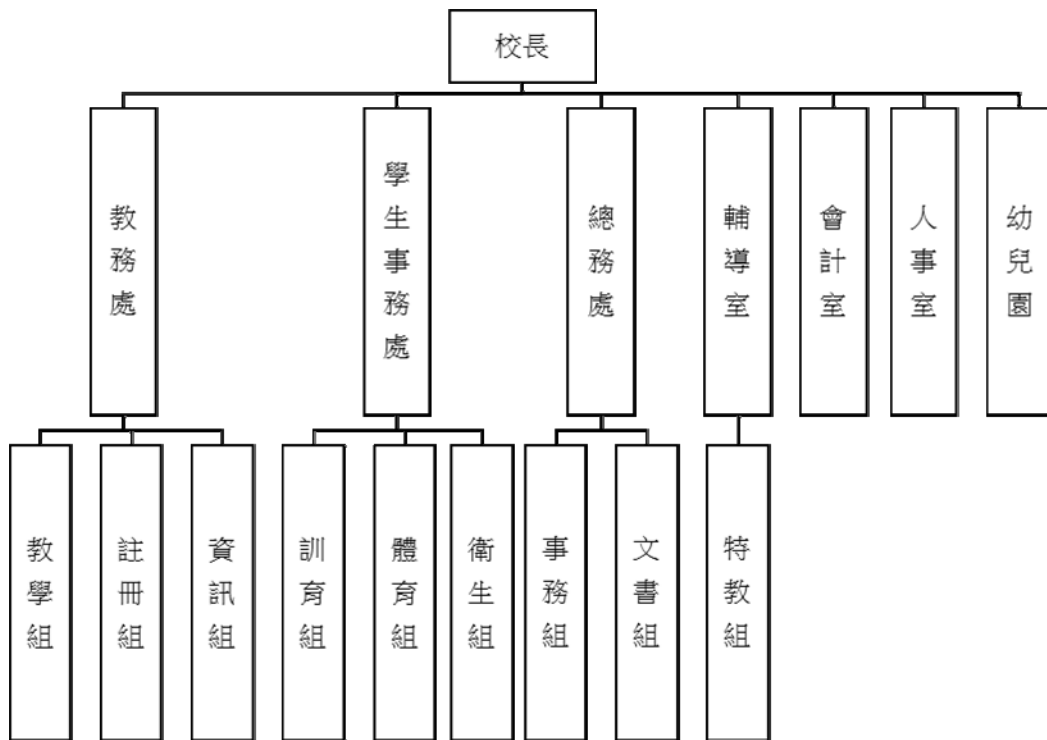 校長
教務處
學生事務處
總務處
輔導室
會計室
人事室
幼兒園
教學組
註冊組
資訊組
訓育組
體育組
衛生組
事務組
文書組
特教組